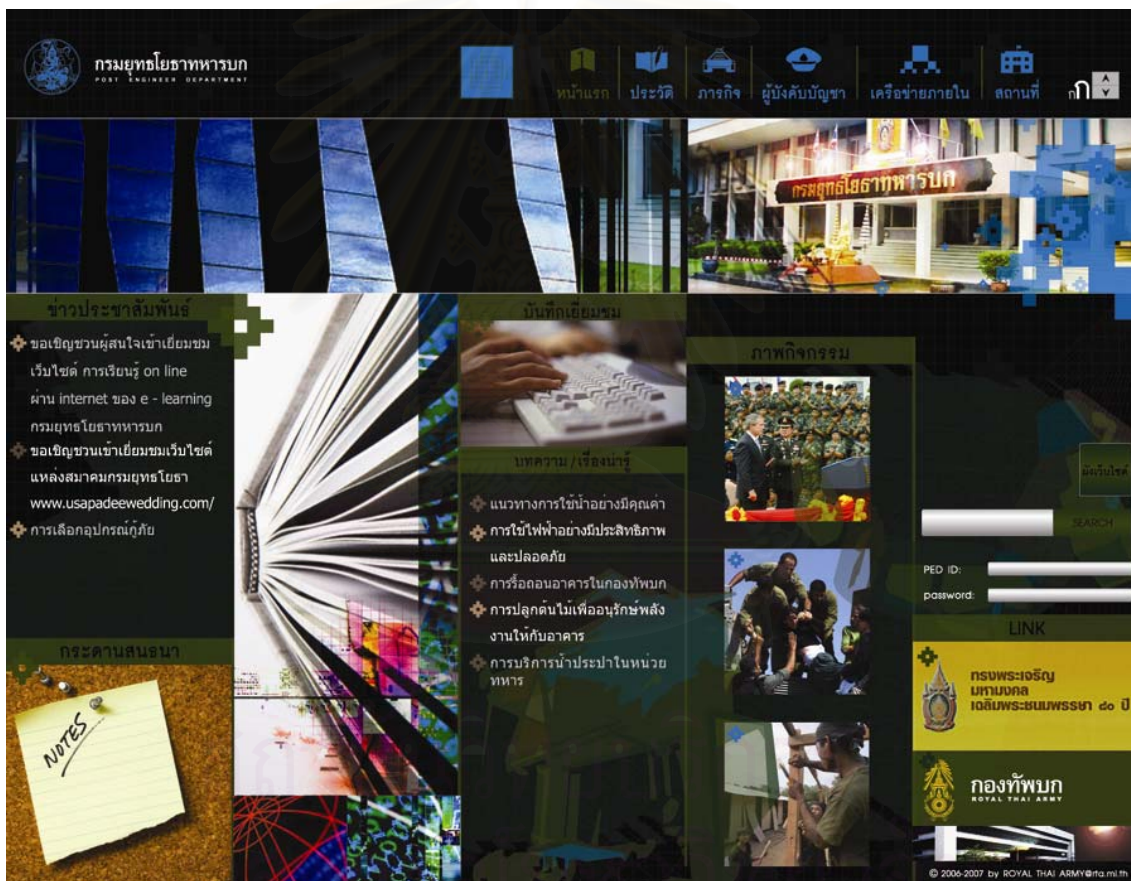 กรมยุทธโยธาทหารบก
POST ENGINEER DEPARTMENT
หน้าแรก
ประวัติ
ภารกิจ
ผู้บังคับบัญชา
เครือข่ายภายใน
สถานที่
กก
กรมยุทธโยธาทหารบก
ข่าวประชาสัมพันธ์
ขอเชิญชวนผู้สนใจเข้าเยี่ยมชม
เว็บไซต์ การเรียนรู้ on line
ผ่าน internet ของ e - learning
กรมยุทธโยธาทหารบก
ขอเชิญชวนเข้าเยี่ยมชมเว็บไซต์
แหล่งสมาคมกรมยุทธโยธา
www.usapadeewedding.com/
การเลือกอุปกรณ์กู้ภัย
กระดานสนธนา
NOTES
บันทึกเยี่ยมชม
บทความ/เรื่องน่ารู้
แนวทางการใช้น้ำอย่างมีคุณค่า
การใช้ไฟฟ้าอย่างมีประสิทธิภาพ
และปลอดภัย
การรื้อถอนอาคารในกองทัพบก
การปลูกต้นไม้เพื่ออนุรักษ์พลัง
งานให้กับอาคาร
การบริการน้ำประปาในหน่วย
ทหาร
ภาพกิจกรรม
ผังเว็บไซต์
SEARCH
PED ID:
password:
LINK
ทรงพระเจริญ
มหามงคล
เฉลิมพระชนมพรรษา ๘๐ ปี
กองทัพบก
ROYAL THAI ARMY
© 2006-2007 by ROYAL THAI ARMY@rta.mi.th